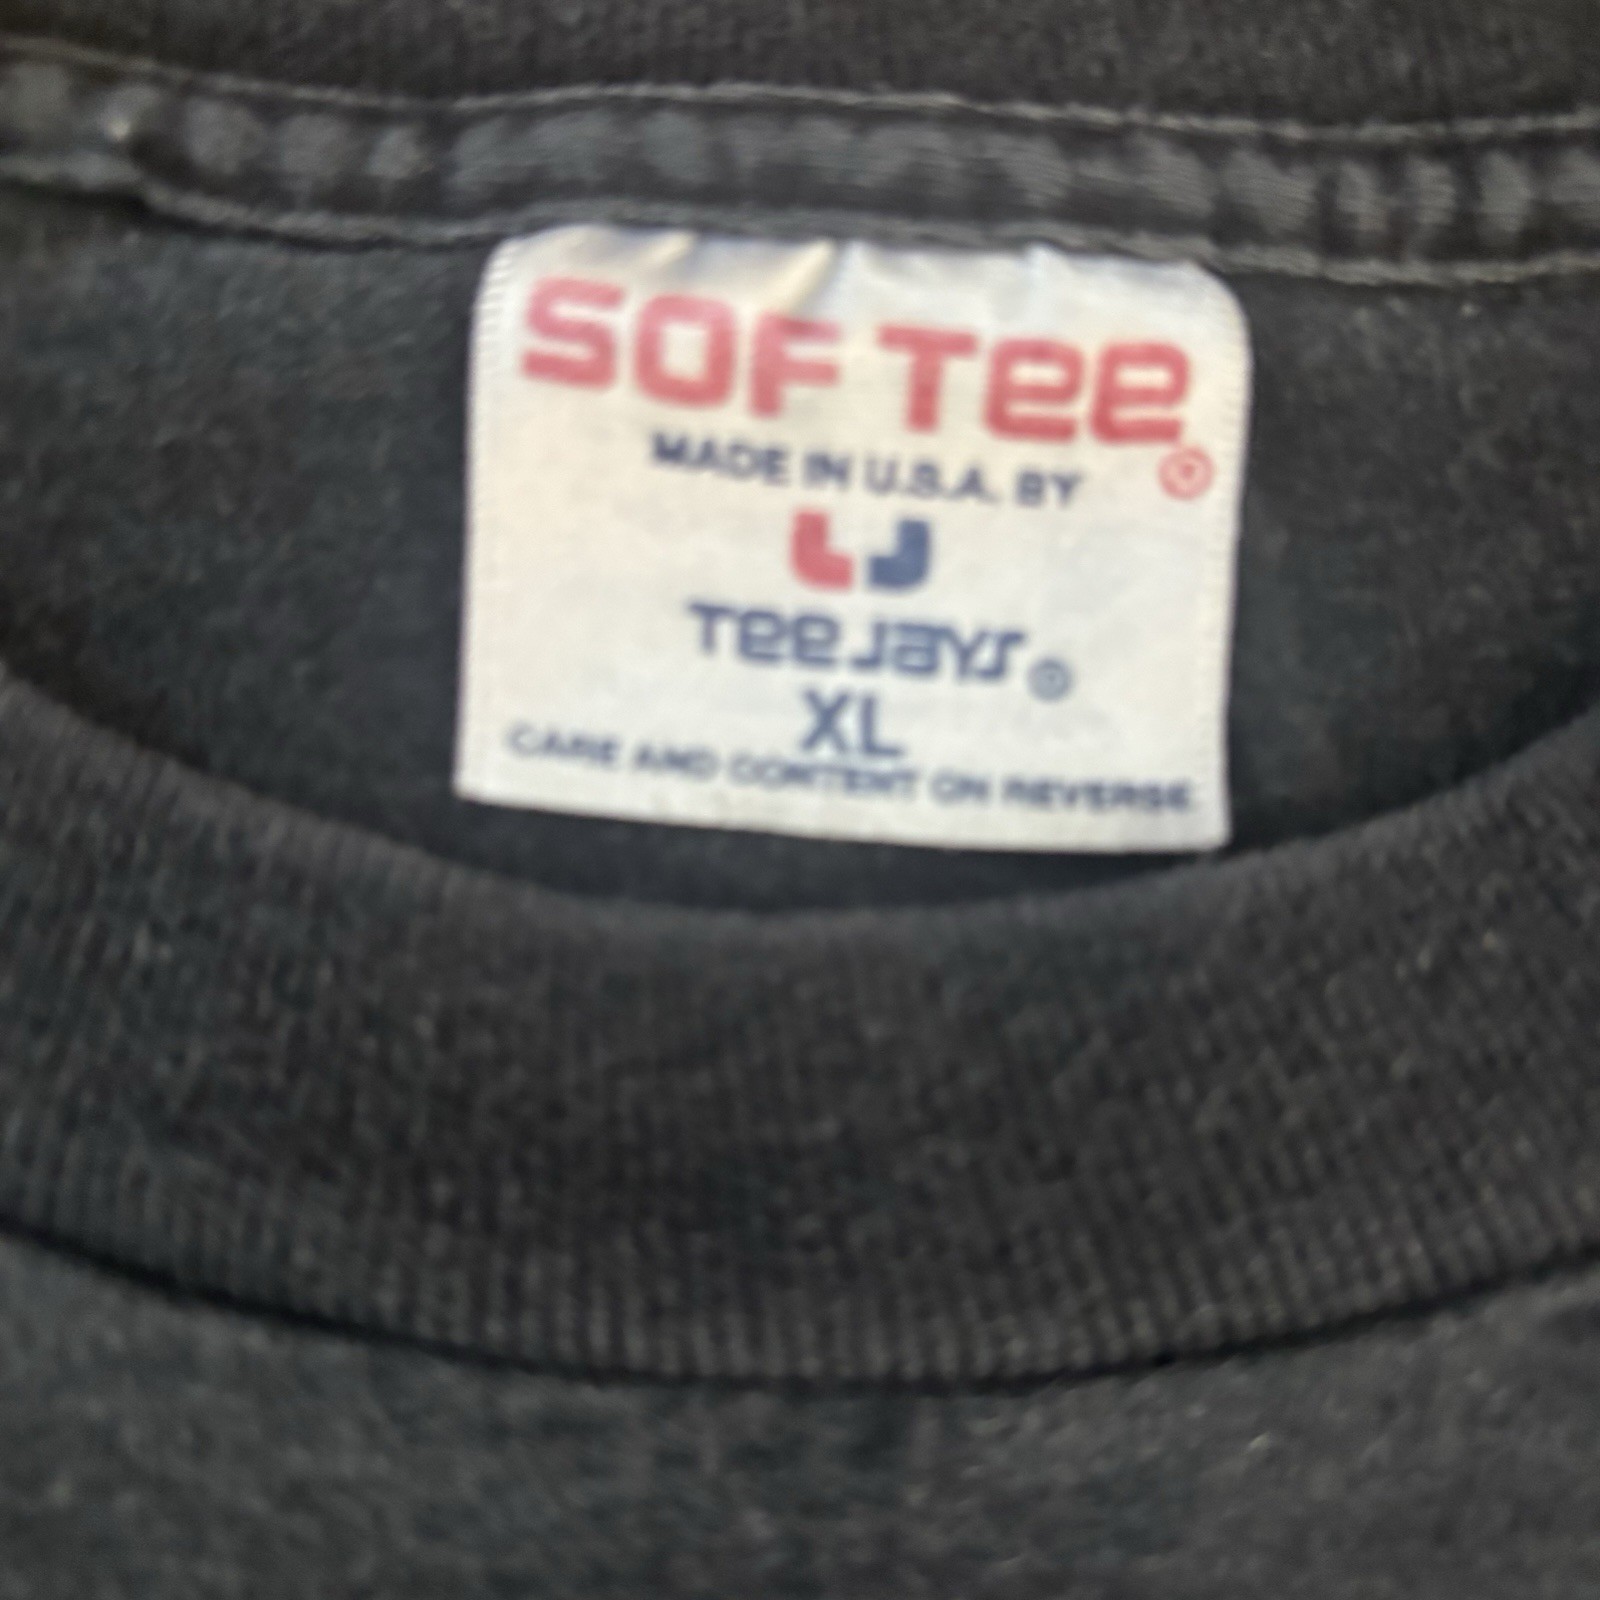 SOF TEE®
MADE IN U.S.A. BY
TEE JAYS®
XL
CARE AND CONTENT ON REVERSE